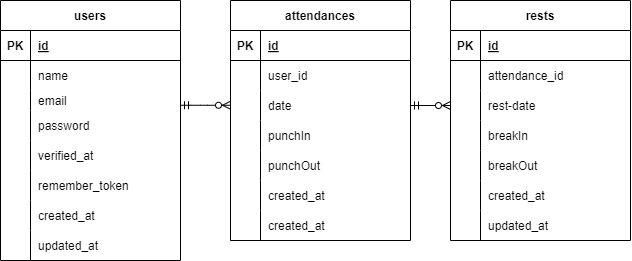 users
PK id
name
email
password
verified_at
remember_token
created_at
updated_at
attendances
PK id
user_id
date
punchIn
punchOut
created_at
created_at
rests
PK id
attendance_id
rest-date
breakIn
breakOut
created_at
updated_at